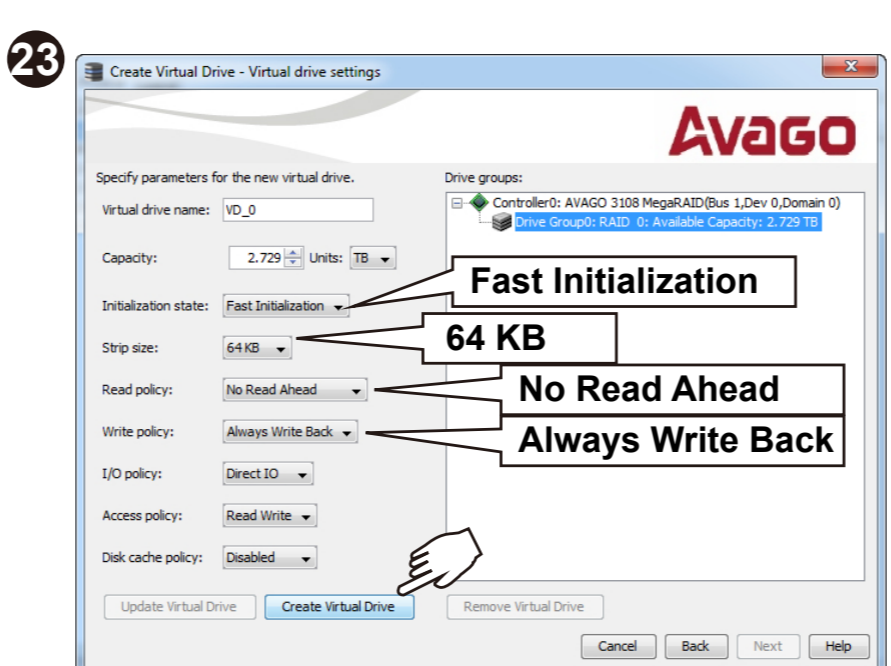 23
Create Virtual Drive - Virtual drive settings
x
AVAGO
Specify parameters for the new virtual drive.
Drive groups:
Virtual drive name: VD_0
Controller0: AVAGO 3108 MegaRAID(Bus 1,Dev 0,Domain 0)
Drive Group0: RAID 0: Available Capacity: 2.729 TB
Capacity: 2.729 Units: TB
Fast Initialization
Initialization state: Fast Initialization
64 KB
Strip size: 64 KB
No Read Ahead
Read policy: No Read Ahead
Always Write Back
Write policy: Always Write Back
I/O policy: Direct IO
Access policy: Read Write
Disk cache policy: Disabled
Update Virtual Drive Create Virtual Drive Remove Virtual Drive
Cancel Back Next Help